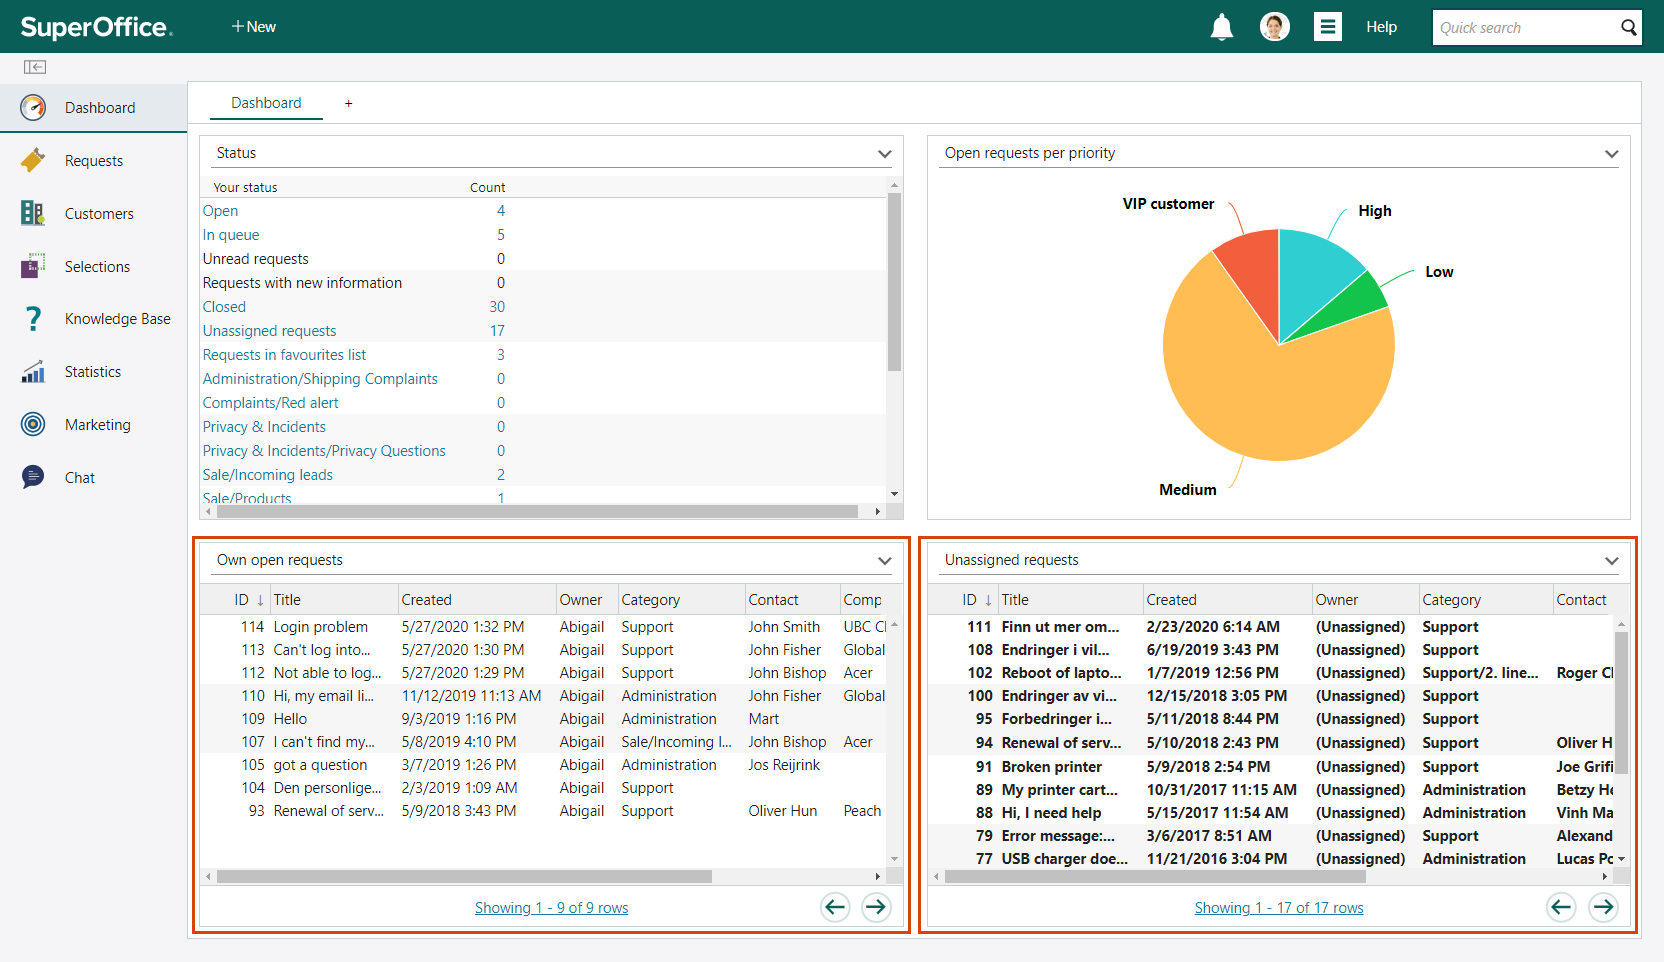 SuperOffice.
+ New
Help
Quick search
Dashboard
Requests
Customers
Selections
Knowledge Base
Statistics
Marketing
Chat
Dashboard +
Status
Your status Count
Open 4
In queue 5
Unread requests 0
Requests with new information 0
Closed 30
Unassigned requests 17
Requests in favourites list 3
Administration/Shipping Complaints 0
Complaints/Red alert 0
Privacy & Incidents 0
Privacy & Incidents/Privacy Questions 0
Sale/Incoming leads 2
Sale/Products 1
Open requests per priority
VIP customer
High
Low
Medium
Own open requests
ID ↓ Title Created Owner Category Contact Comp
114 Login problem 5/27/2020 1:32 PM Abigail Support John Smith UBC
113 Can't log into... 5/27/2020 1:30 PM Abigail Support John Fisher Global
112 Not able to log... 5/27/2020 1:29 PM Abigail Support John Bishop Acer
110 Hi, my email li... 11/12/2019 11:13 AM Abigail Administration John Fisher Global
109 Hello 9/3/2019 1:16 PM Abigail Administration Mart
107 I can't find my... 5/8/2019 4:10 PM Abigail Sale/Incoming l... John Bishop Acer
105 got a question 3/7/2019 1:26 PM Abigail Administration Jos Reijrink
104 Den personlige... 2/3/2019 1:09 AM Abigail Support
93 Renewal of serv... 5/9/2018 3:43 PM Abigail Support Oliver Hun Peach
Showing 1 - 9 of 9 rows
Unassigned requests
ID ↓ Title Created Owner Category Contact
111 Finn ut mer om... 2/23/2020 6:14 AM (Unassigned) Support
108 Endringer i vil... 6/19/2019 3:43 PM (Unassigned) Support
102 Reboot of lapto... 1/7/2019 12:56 PM (Unassigned) Support/2. line... Roger
100 Endringer av vi... 12/15/2018 3:05 PM (Unassigned) Support
95 Forbedringer i... 5/11/2018 8:44 PM (Unassigned) Support
94 Renewal of serv... 5/10/2018 2:43 PM (Unassigned) Support Oliver H
91 Broken printer 5/9/2018 2:54 PM (Unassigned) Support Joe Grifi
89 My printer cart... 10/31/2017 11:15 AM (Unassigned) Administration Betzy
88 Hi, I need help 5/15/2017 11:54 AM (Unassigned) Administration Vinh Ma
79 Error message:... 3/6/2017 8:51 AM (Unassigned) Support Alexand
77 USB charger doe... 11/21/2016 3:04 PM (Unassigned) Administration Lucas
Showing 1 - 17 of 17 rows